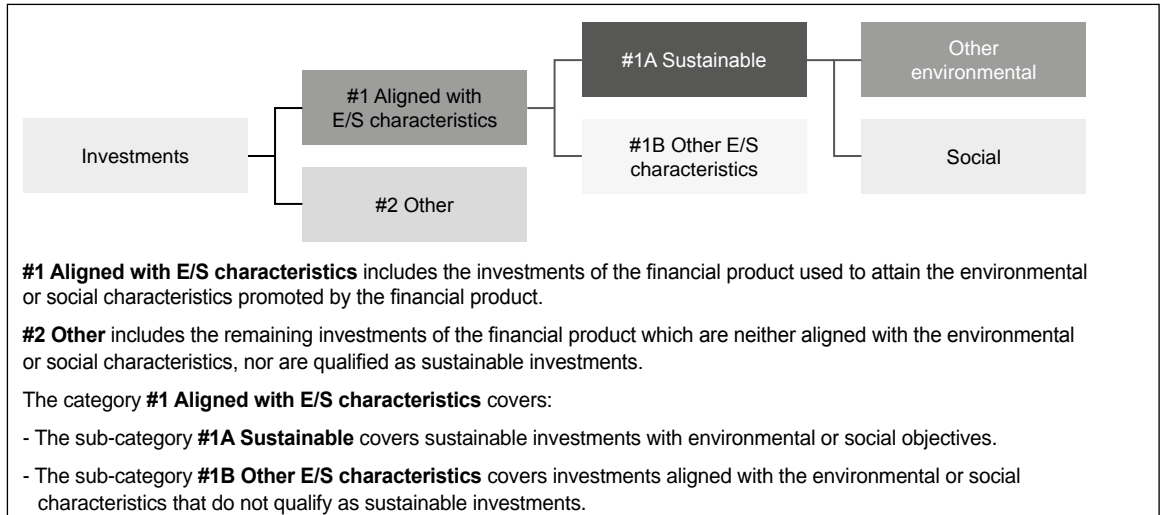 Investments
#1 Aligned with
E/S characteristics
#2 Other
#1A Sustainable
#1B Other E/S
characteristics
Other
environmental
Social
#1 Aligned with E/S characteristics includes the investments of the financial product used to attain the environmental
or social characteristics promoted by the financial product.
#2 Other includes the remaining investments of the financial product which are neither aligned with the environmental
or social characteristics, nor are qualified as sustainable investments.
The category #1 Aligned with E/S characteristics covers:
- The sub-category #1A Sustainable covers sustainable investments with environmental or social objectives.
- The sub-category #1B Other E/S characteristics covers investments aligned with the environmental or social
characteristics that do not qualify as sustainable investments.